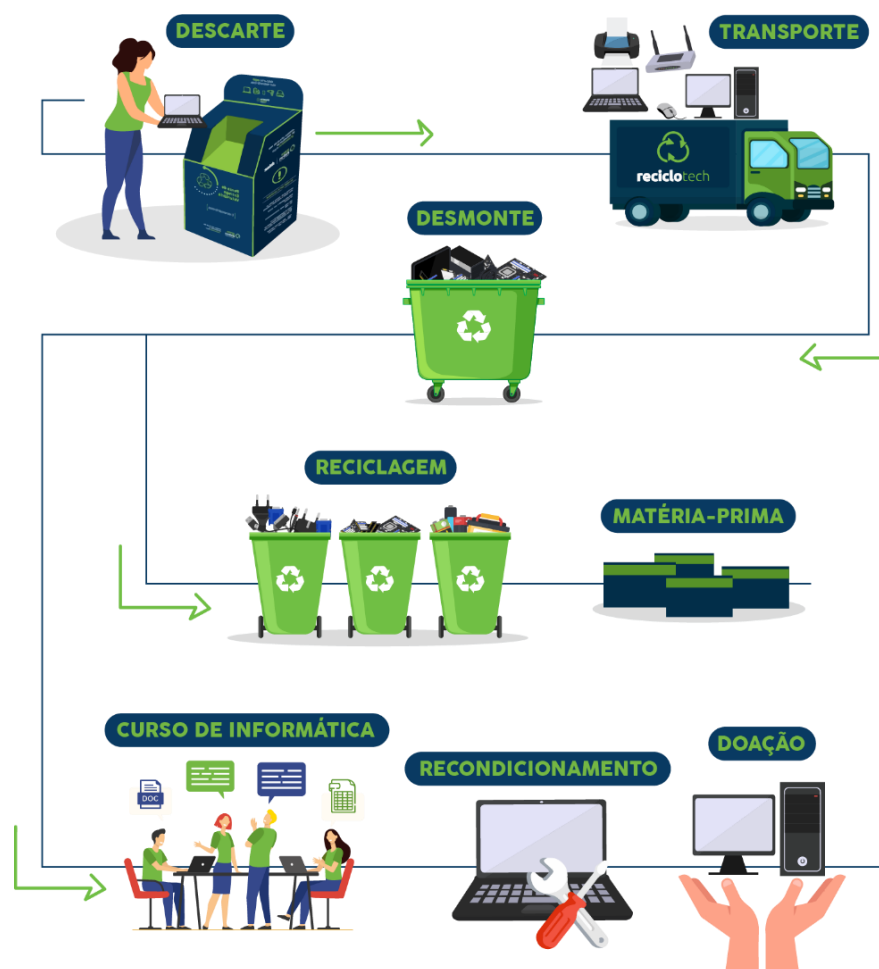 DESCARTE
TRANSPORTE
reciclotech
DESMONTE
RECICLAGEM
MATÉRIA-PRIMA
CURSO DE INFORMÁTICA
DOC
RECONDICIONAMENTO
DOAÇÃO